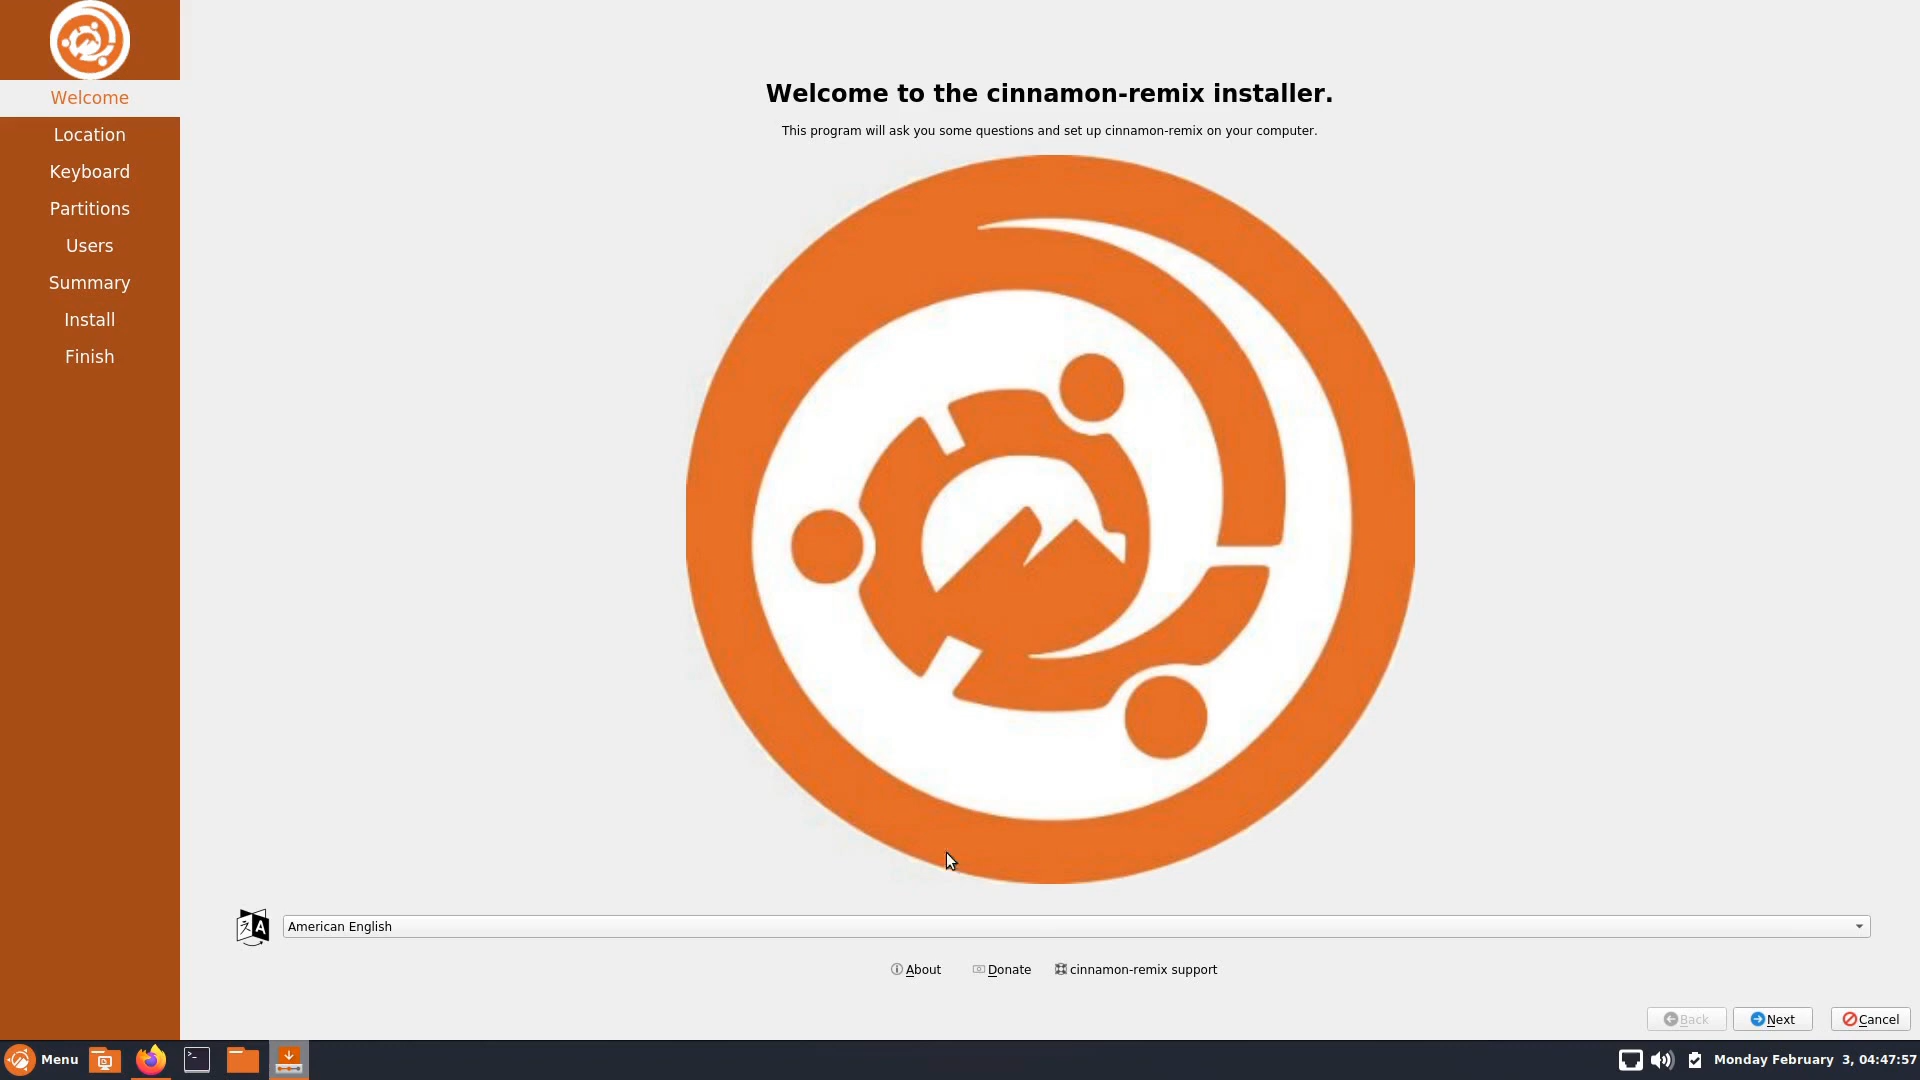 Welcome
Location
Keyboard
Partitions
Users
Summary
Install
Finish
Welcome to the cinnamon-remix installer.
This program will ask you some questions and set up cinnamon-remix on your computer.
American English
About
Donate
cinnamon-remix support
Back
Next
Cancel
Menu
Monday February 3, 04:47:57